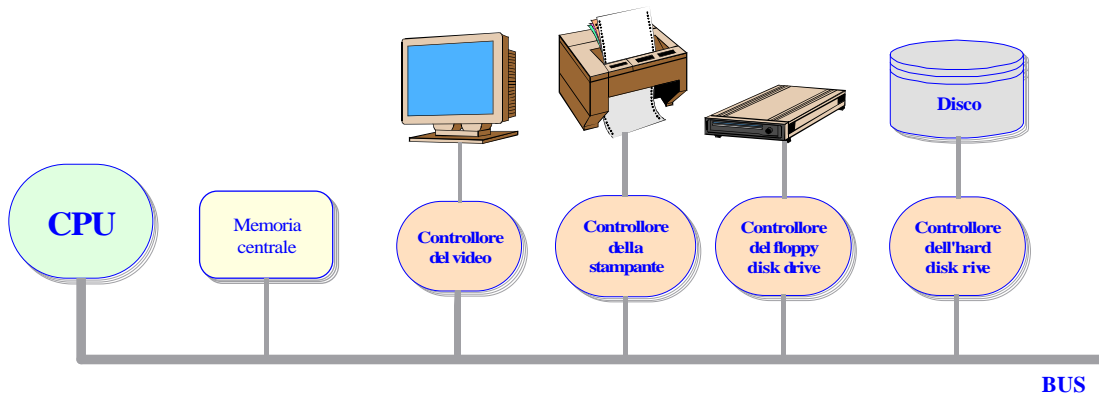 Disco
CPU
Memoria
centrale
Controllore
del video
Controllore
della
stampante
Controllore
del floppy
disk drive
Controllore
dell'hard
disk rive
BUS